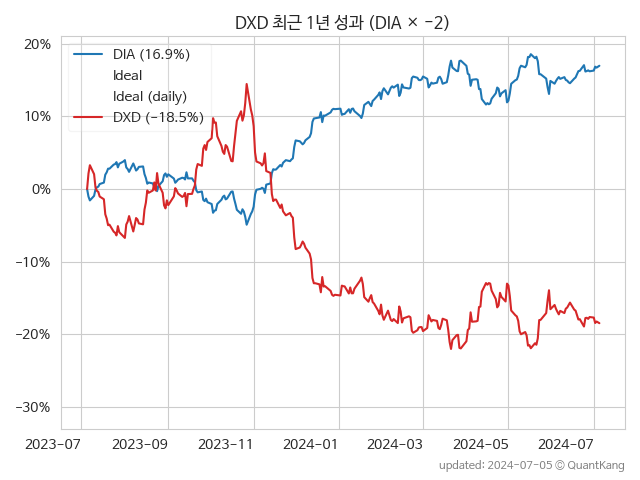 DXD 최근 1년 성과 (DIA × −2)
20%
10%
0%
−10%
−20%
−30%
DIA (16.9%)
Ideal
Ideal (daily)
DXD (−18.5%)
2023−07
2023−09
2023−11
2024−01
2024−03
2024−05
2024−07
updated: 2024-07-05 © QuantKang